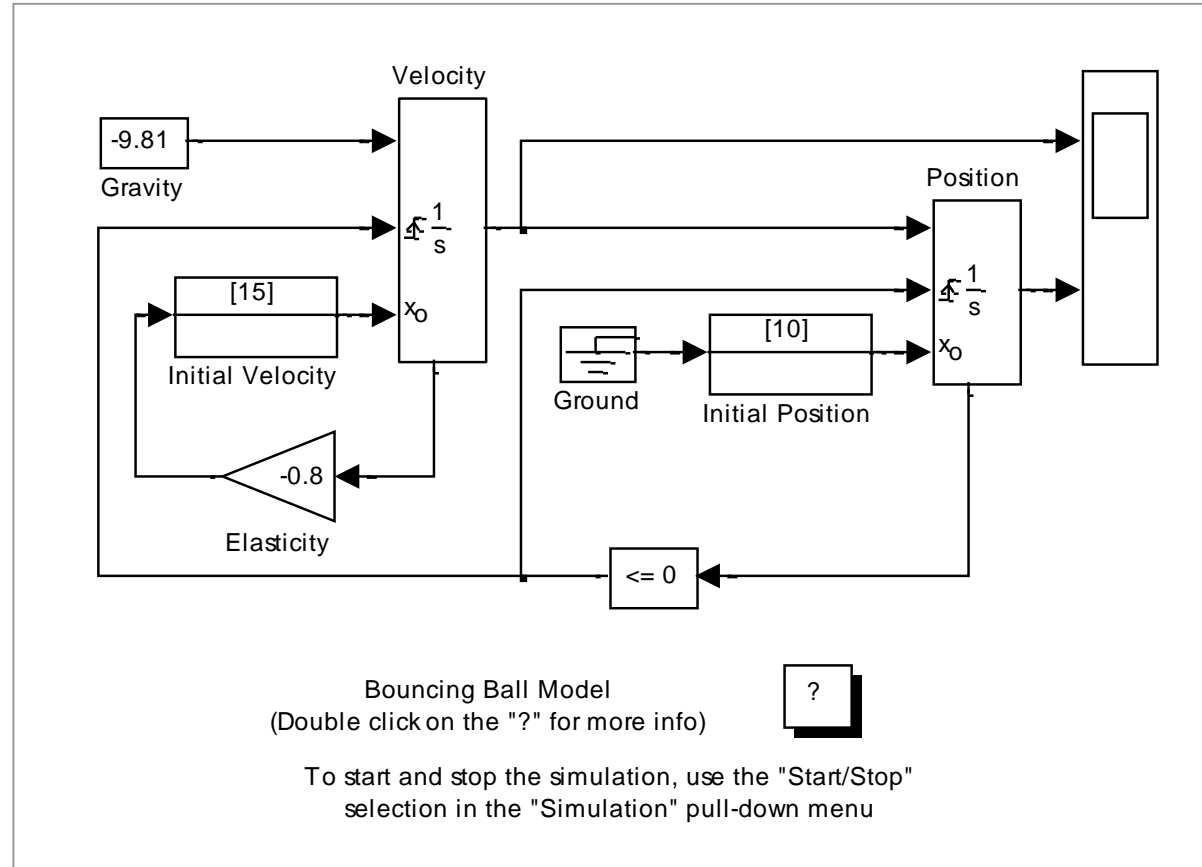 Velocity
-9.81
Gravity
1
s
[15]
xo
Initial Velocity
-0.8
Elasticity
Position
1
s
[10]
xo
Ground
Initial Position
<= 0
Bouncing Ball Model
(Double click on the "?" for more info)
?
To start and stop the simulation, use the "Start/Stop"
selection in the "Simulation" pull-down menu